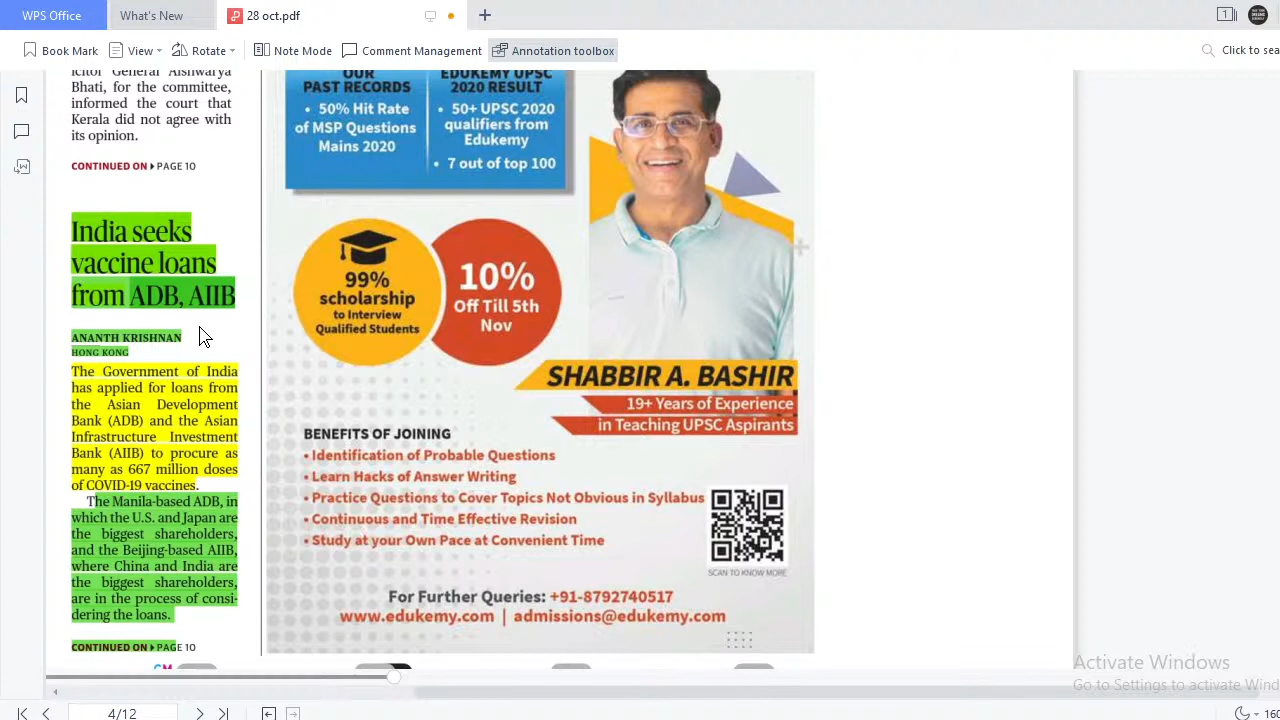 WPS Office
What's New
28 oct.pdf
1
Book Mark
View
Rotate
Note Mode
Comment Management
Annotation toolbox
Click to sea
icitor General Aishwarya
Bhati, for the committee,
informed the court that
Kerala did not agree with
its opinion.
CONTINUED ON PAGE 10
India seeks
vaccine loans
from ADB, AIIB
ANANTH KRISHNAN
HONG KONG
The Government of India
has applied for loans from
the Asian Development
Bank (ADB) and the Asian
Infrastructure Investment
Bank (AIIB) to procure as
many as 667 million doses
of COVID-19 vaccines.
The Manila-based ADB, in
which the U.S. and Japan are
the biggest shareholders,
and the Beijing-based AIIB,
where China and India are
the biggest shareholders,
are in the process of consi-
dering the loans.
CONTINUED ON PAGE 10
CM
OUR
PAST RECORDS
• 50% Hit Rate
of MSP Questions
Mains 2020
EDUKEMY UPSC
2020 RESULT
• 50+ UPSC 2020
qualifiers from
Edukemy
• 7 out of top 100
99%
scholarship
to Interview
Qualified Students
10%
Off Till 5th
Nov
SHABBIR A. BASHIR
19+ Years of Experience
in Teaching UPSC Aspirants
BENEFITS OF JOINING
• Identification of Probable Questions
• Learn Hacks of Answer Writing
• Practice Questions to Cover Topics Not Obvious in Syllabus
• Continuous and Time Effective Revision
• Study at your Own Pace at Convenient Time
SCAN TO KNOW MORE
For Further Queries: +91-8792740517
www.edukemy.com | admissions@edukemy.com
Activate Windows
Go to Settings to activate Wind
4/12
160